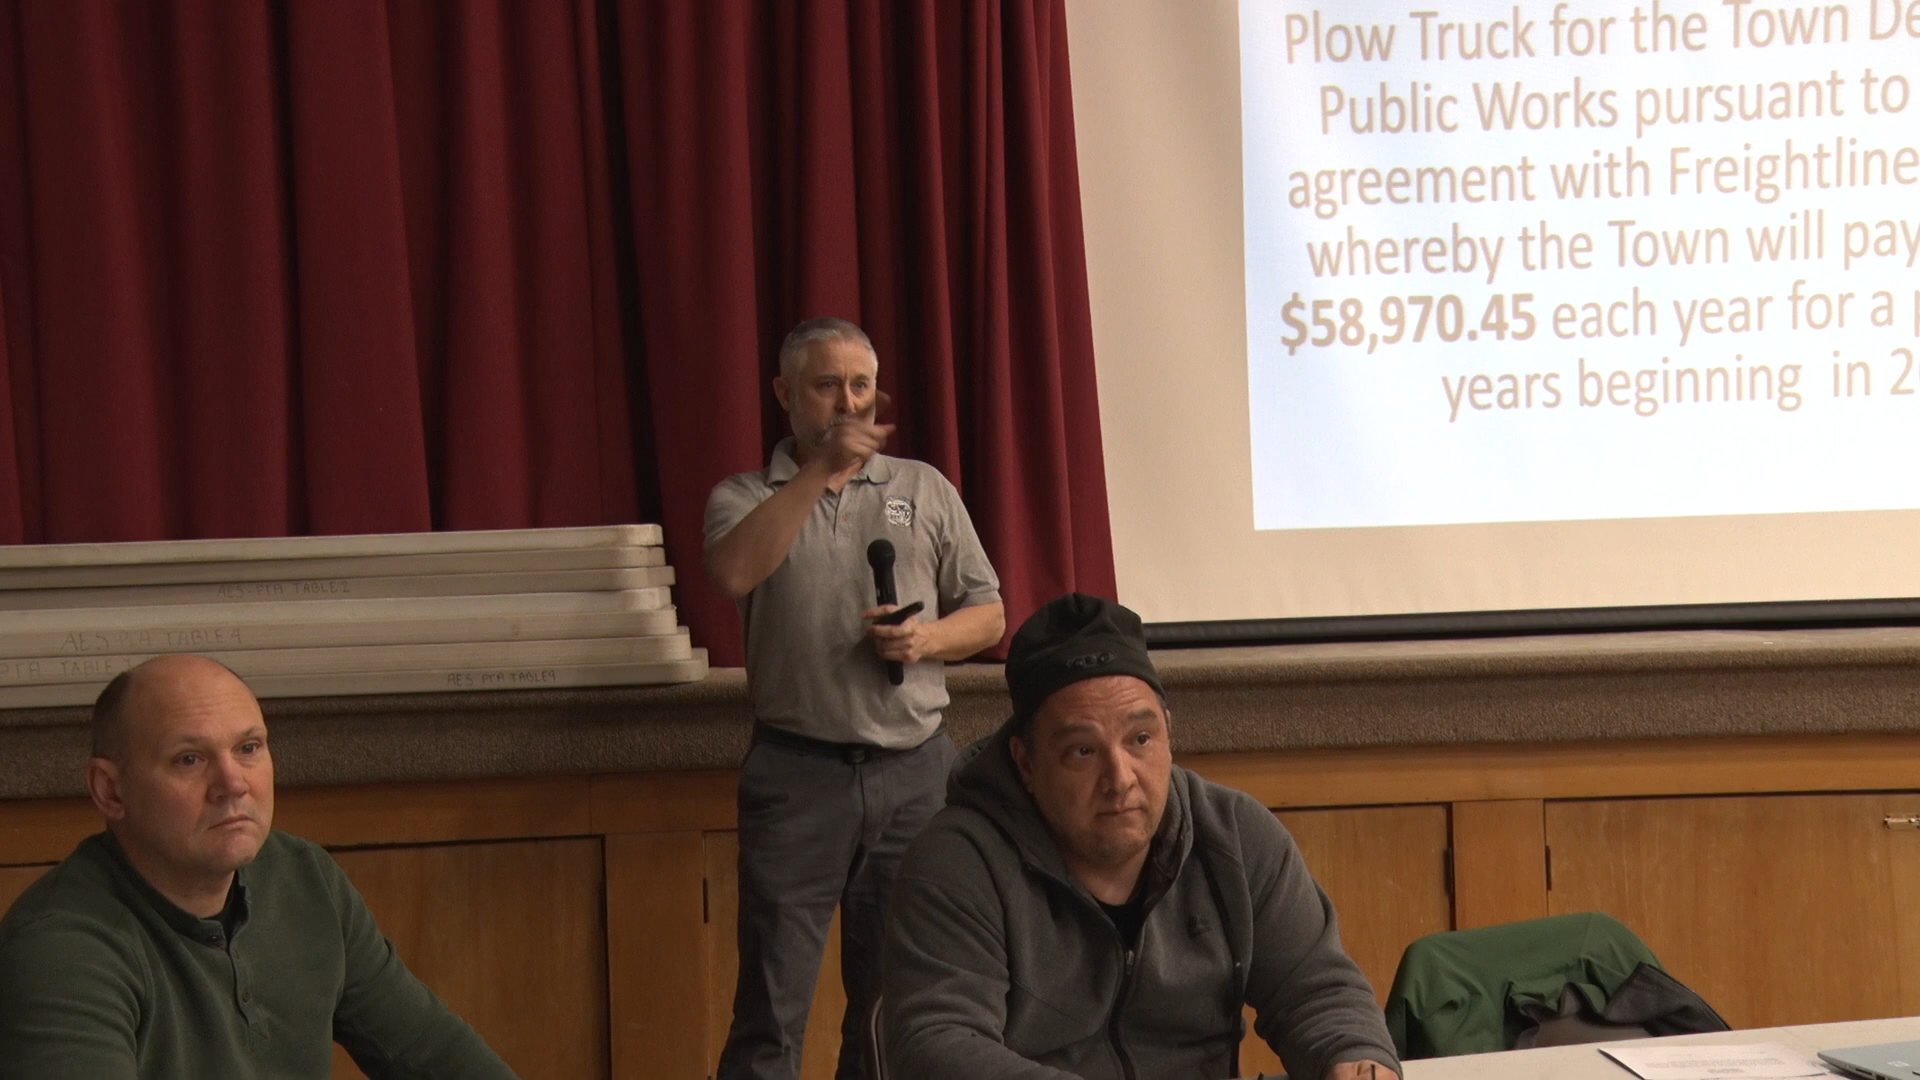 Plow Truck for the Town De
Public Works pursuant to
agreement with Freightline
whereby the Town will pay
$58,970.45 each year for a p
years beginning in 2
AES-PTA TABLE 2
AES PTA TABLE 4
PTA TABLE
AES PTA TABLE 9